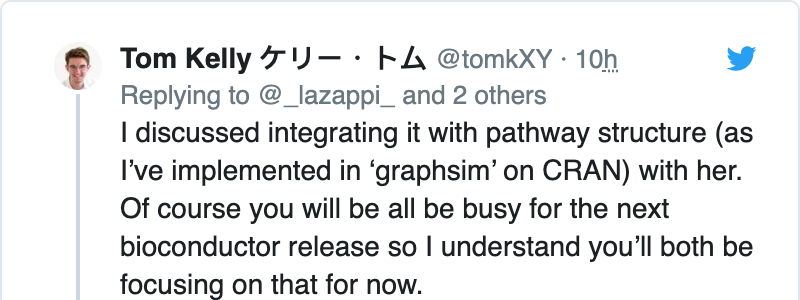 Tom Kelly ケリー・トム @tomkXY · 10h
Replying to @_lazappi_ and 2 others
I discussed integrating it with pathway structure (as
I’ve implemented in ‘graphsim’ on CRAN) with her.
Of course you will be all be busy for the next
bioconductor release so I understand you’ll both be
focusing on that for now.